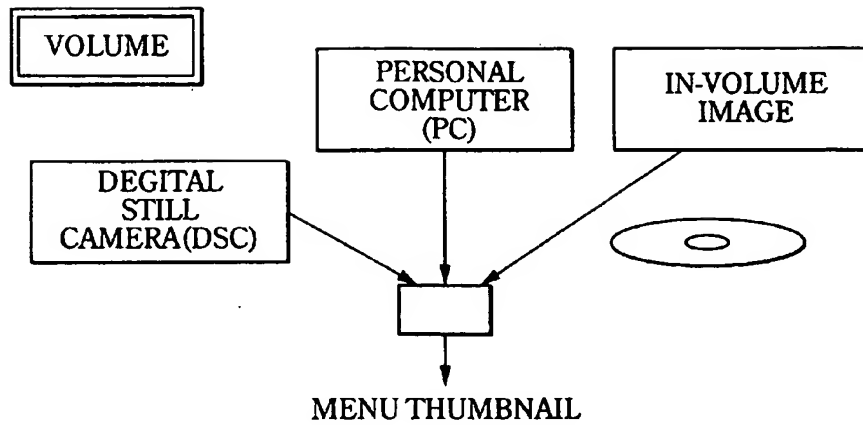 VOLUME
PERSONAL
COMPUTER
(PC)
IN-VOLUME
IMAGE
DEGITAL
STILL
CAMERA(DSC)
MENU THUMBNAIL